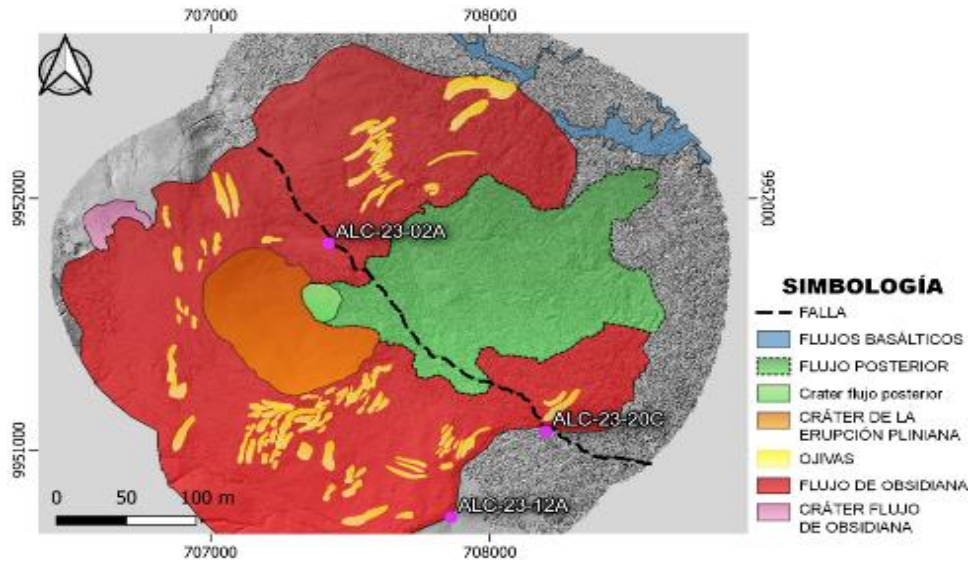 707000 708000
9952000 9952000
ALC-23-02A
ALC-23-20C
9951000
ALC-23-12A
0 50 100 m
707000 708000
SIMBOLOGÍA
FALLA
FLUJOS BASÁLTICOS
FLUJO POSTERIOR
Crater flujo posterior
CRÁTER DE LA
ERUPCIÓN PLINIANA
OJIVAS
FLUJO DE OBSIDIANA
CRÁTER FLUJO
DE OBSIDIANA